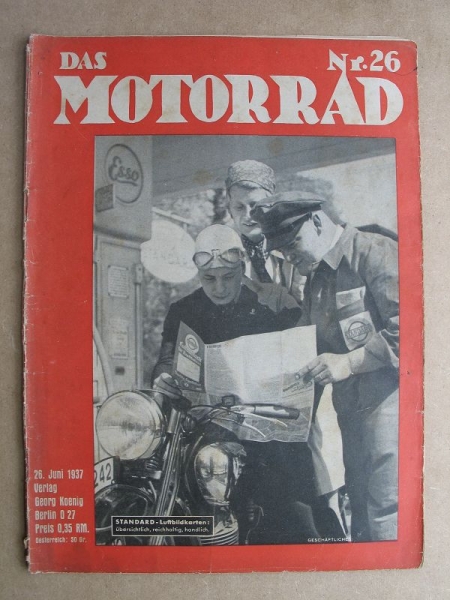 DAS
Nr. 26
MOTORRAD
Esso
242
26. Juni 1937
Verlag
Georg Koenig
Berlin O 27
Preis 0,35 RM.
Oesterreich: 30 Gr.
STANDARD-Luftbildkarten:
übersichtlich, reichhaltig, handlich.
GESCHÄFTLICHES